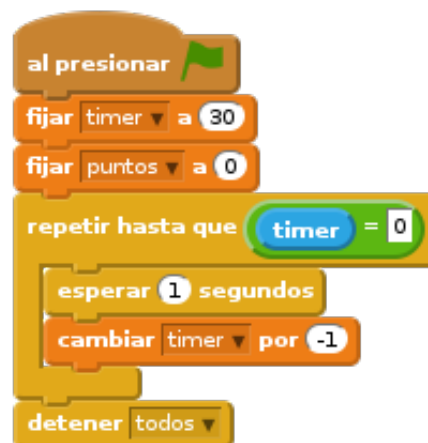 al presionar
fijar timer a 30
fijar puntos a 0
repetir hasta que timer = 0
esperar 1 segundos
cambiar timer por -1
detener todos